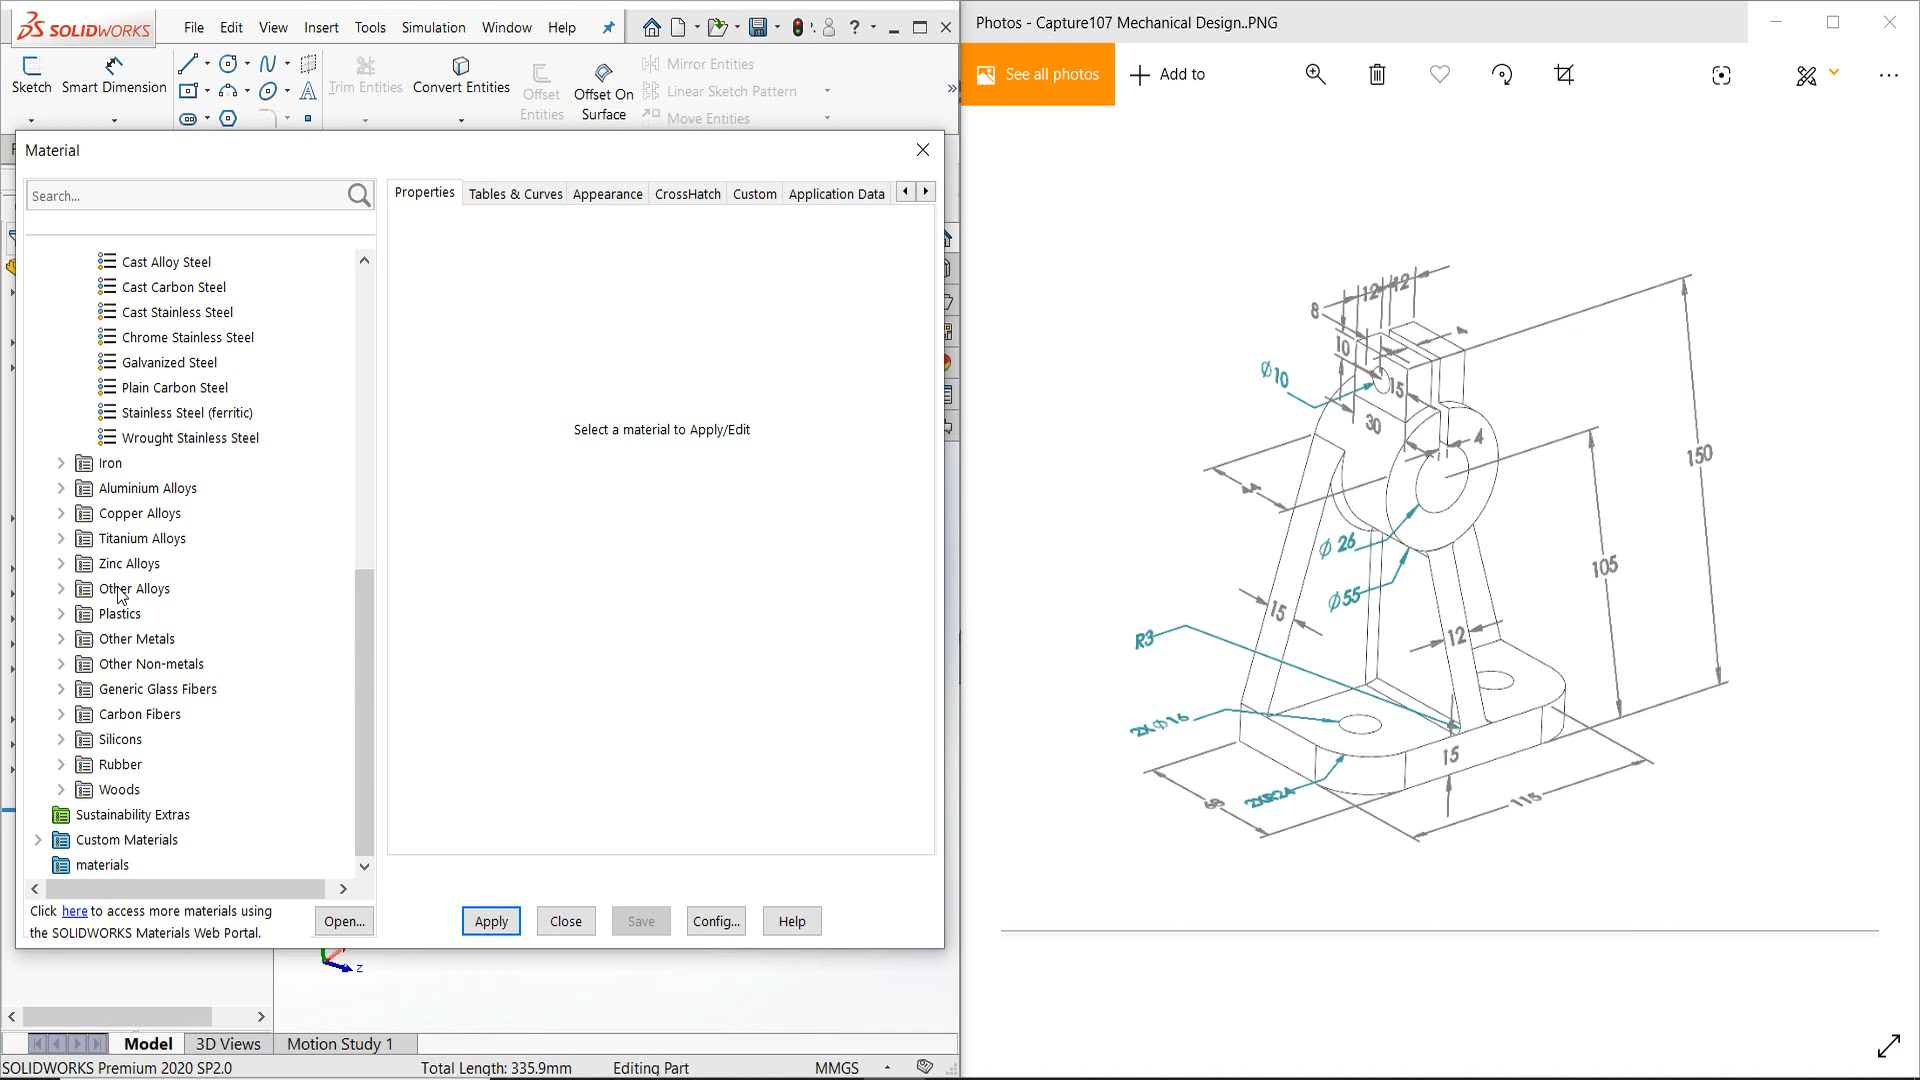 SOLIDWORKS
File Edit View Insert Tools Simulation Window Help
Sketch Smart Dimension Trim Entities Convert Entities Offset Entities Offset On Surface
Mirror Entities
Linear Sketch Pattern
Move Entities
Material
Search...
Cast Alloy Steel
Cast Carbon Steel
Cast Stainless Steel
Chrome Stainless Steel
Galvanized Steel
Plain Carbon Steel
Stainless Steel (ferritic)
Wrought Stainless Steel
Iron
Aluminium Alloys
Copper Alloys
Titanium Alloys
Zinc Alloys
Other Alloys
Plastics
Other Metals
Other Non-metals
Generic Glass Fibers
Carbon Fibers
Silicons
Rubber
Woods
Sustainability Extras
Custom Materials
materials
Click here to access more materials using
the SOLIDWORKS Materials Web Portal.
Open...
Properties Tables & Curves Appearance CrossHatch Custom Application Data
Select a material to Apply/Edit
Apply Close Save Config... Help
Z
Model 3D Views Motion Study 1
SOLIDWORKS Premium 2020 SP2.0 Total Length: 335.9mm Editing Part MMGS
Photos - Capture107 Mechanical Design..PNG
See all photos Add to
12 12
8
4
10
Ø10
15
30
4
150
44
Ø 26
105
Ø55
15
12
R3
2XØ16
15
2XR24
68
115